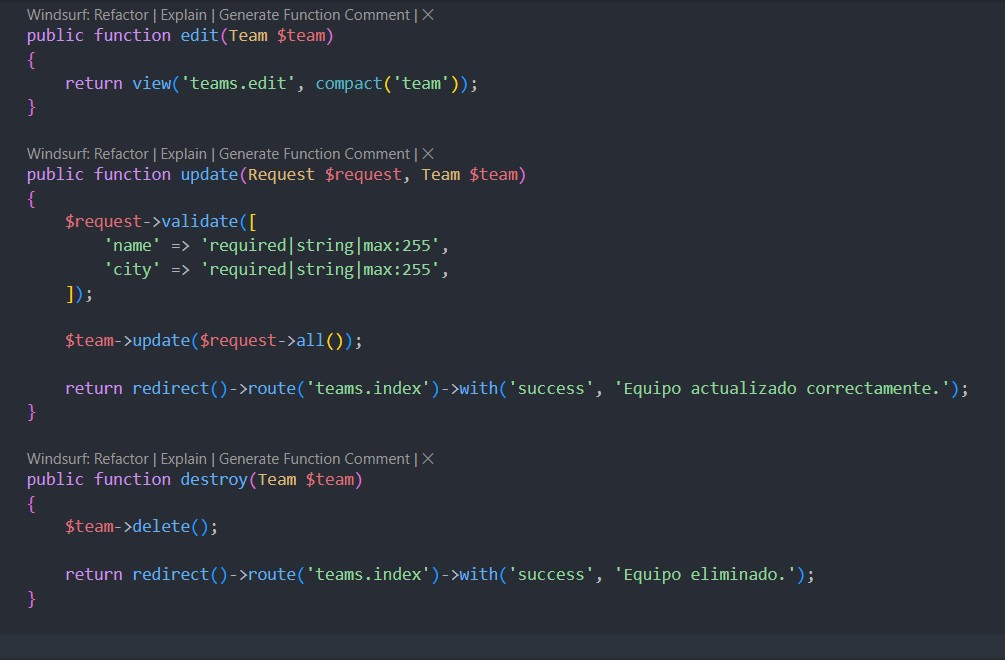 Windsurf: Refactor | Explain | Generate Function Comment | ×
public function edit(Team $team)
{
    return view('teams.edit', compact('team'));
}
Windsurf: Refactor | Explain | Generate Function Comment | ×
public function update(Request $request, Team $team)
{
    $request->validate([
        'name' => 'required|string|max:255',
        'city' => 'required|string|max:255',
    ]);
    $team->update($request->all());
    return redirect()->route('teams.index')->with('success', 'Equipo actualizado correctamente.');
}
Windsurf: Refactor | Explain | Generate Function Comment | ×
public function destroy(Team $team)
{
    $team->delete();
    return redirect()->route('teams.index')->with('success', 'Equipo eliminado.');
}